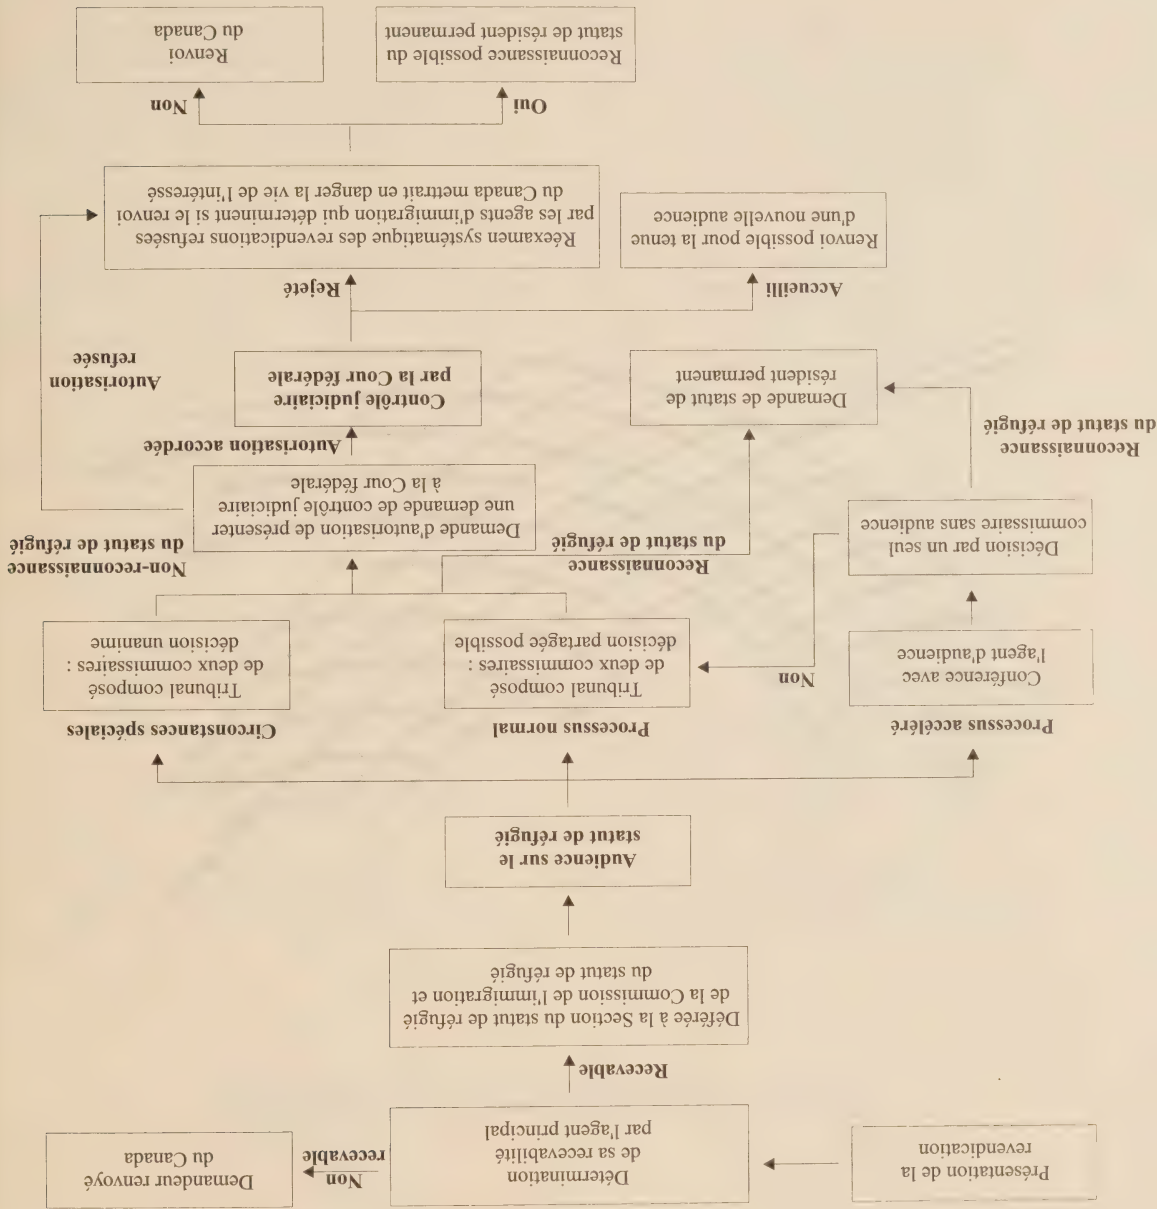 Présentation de la
revendication
Détermination
de sa recevabilité
par l'agent principal
Non
recevable
Demandeur renvoyé
du Canada
Recevable
Déférée à la Section du statut de réfugié
de la Commission de l'immigration et
du statut de réfugié
Audience sur le
statut de réfugié
Processus accéléré
Conférence avec
l'agent d'audience
Non
Processus normal
Tribunal composé
de deux commissaires :
décision partagée possible
Circonstances spéciales
Tribunal composé
de deux commissaires :
décision unanime
Décision par un seul
commissaire sans audience
Reconnaissance
du statut de réfugié
Non-reconnaissance
du statut de réfugié
Demande d'autorisation de présenter
une demande de contrôle judiciaire
à la Cour fédérale
Reconnaissance
du statut de réfugié
Autorisation accordée
Autorisation
refusée
Demande de statut de
résident permanent
Contrôle judiciaire
par la Cour fédérale
Accueilli
Rejeté
Renvoi possible pour la tenue
d'une nouvelle audience
Réexamen systématique des revendications refusées
par les agents d'immigration qui déterminent si le renvoi
du Canada mettrait en danger la vie de l'intéressé
Oui
Non
Reconnaissance possible du
statut de résident permanent
Renvoi
du Canada